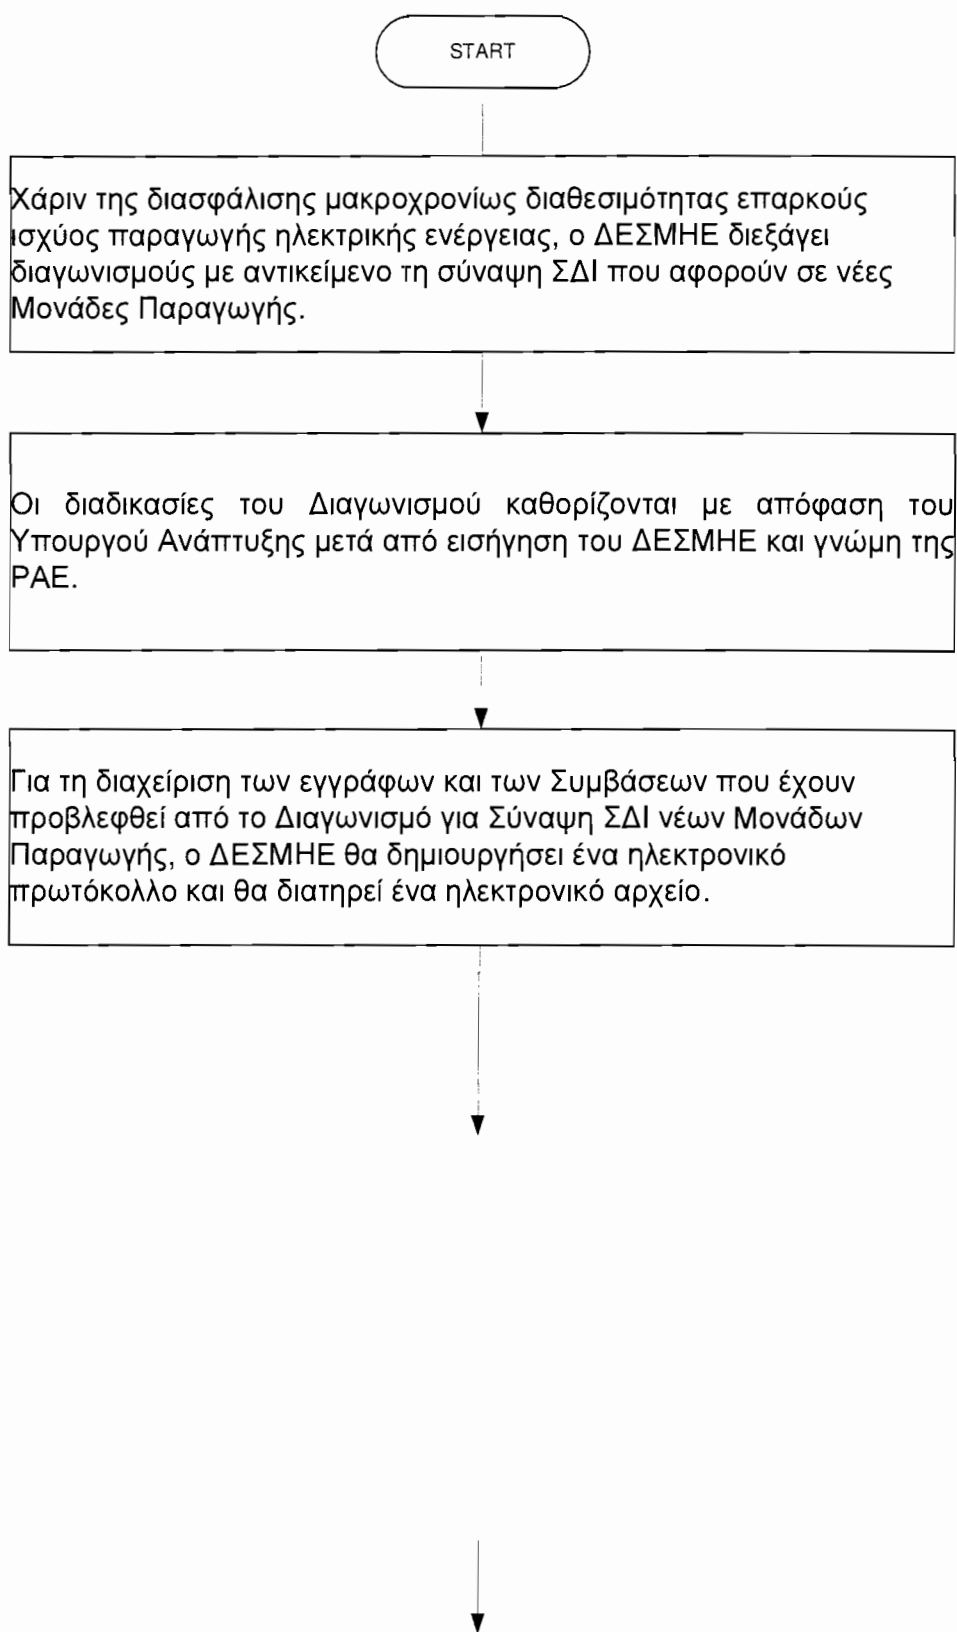 START
Χάριν της διασφάλισης μακροχρονίως διαθεσιμότητας επαρκούς
ισχύος παραγωγής ηλεκτρικής ενέργειας, ο ΔΕΣΜΗΕ διεξάγει
διαγωνισμούς με αντικείμενο τη σύναψη ΣΔΙ που αφορούν σε νέες
Μονάδες Παραγωγής.
Οι διαδικασίες του Διαγωνισμού καθορίζονται με απόφαση του
Υπουργού Ανάπτυξης μετά από εισήγηση του ΔΕΣΜΗΕ και γνώμη της
ΡΑΕ.
Για τη διαχείριση των εγγράφων και των Συμβάσεων που έχουν
προβλεφθεί από το Διαγωνισμό για Σύναψη ΣΔΙ νέων Μονάδων
Παραγωγής, ο ΔΕΣΜΗΕ θα δημιουργήσει ένα ηλεκτρονικό
πρωτόκολλο και θα διατηρεί ένα ηλεκτρονικό αρχείο.